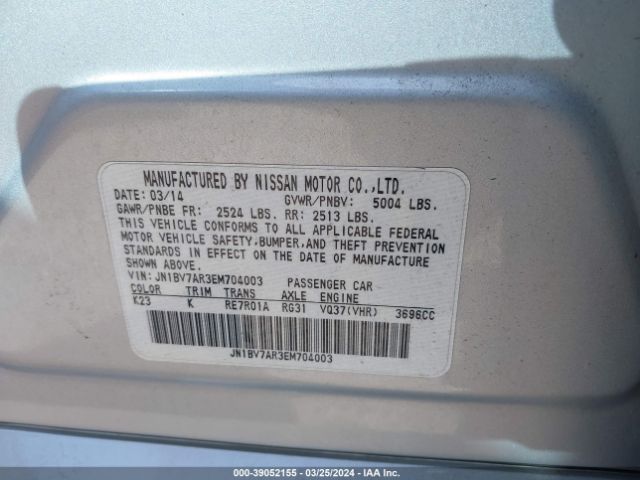 MANUFACTURED BY NISSAN MOTOR CO.,LTD.
DATE: 03/14 GVWR/PNBV: 5004 LBS.
GAWR/PNBE FR: 2524 LBS. RR: 2513 LBS.
THIS VEHICLE CONFORMS TO ALL APPLICABLE FEDERAL
MOTOR VEHICLE SAFETY,BUMPER,AND THEFT PREVENTION
STANDARDS IN EFFECT ON THE DATE OF MANUFACTURE
SHOWN ABOVE.
VIN: JN1BV7AR3EM704003 PASSENGER CAR
COLOR TRIM TRANS AXLE ENGINE
K23 K RE7R01A RG31 VQ37(VHR) 3696CC
JN1BV7AR3EM704003
000-39052155 - 03/25/2024 - IAA Inc.